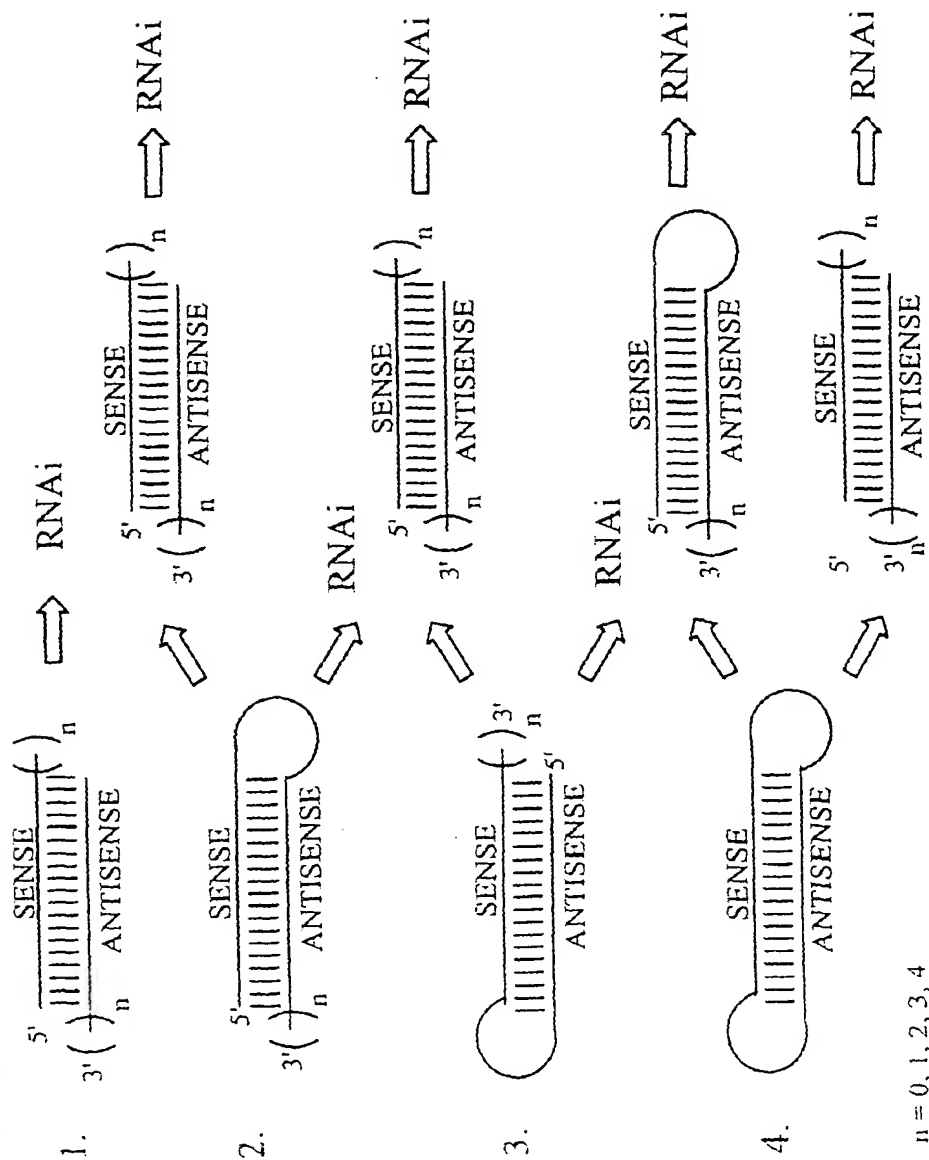 1.
5'
SENSE
( )n
3' ( )n
ANTISENSE
RNAi
2.
5'
SENSE
3' ( )n
ANTISENSE
RNAi
5'
SENSE
( )n
3' ( )n
ANTISENSE
RNAi
3.
SENSE
( )n 3'
5'
ANTISENSE
RNAi
5'
SENSE
( )n
3' ( )n
ANTISENSE
RNAi
4.
SENSE
ANTISENSE
5'
SENSE
3' ( )n
ANTISENSE
RNAi
5'
SENSE
( )n
3' ( )n
ANTISENSE
RNAi
n = 0, 1, 2, 3, 4